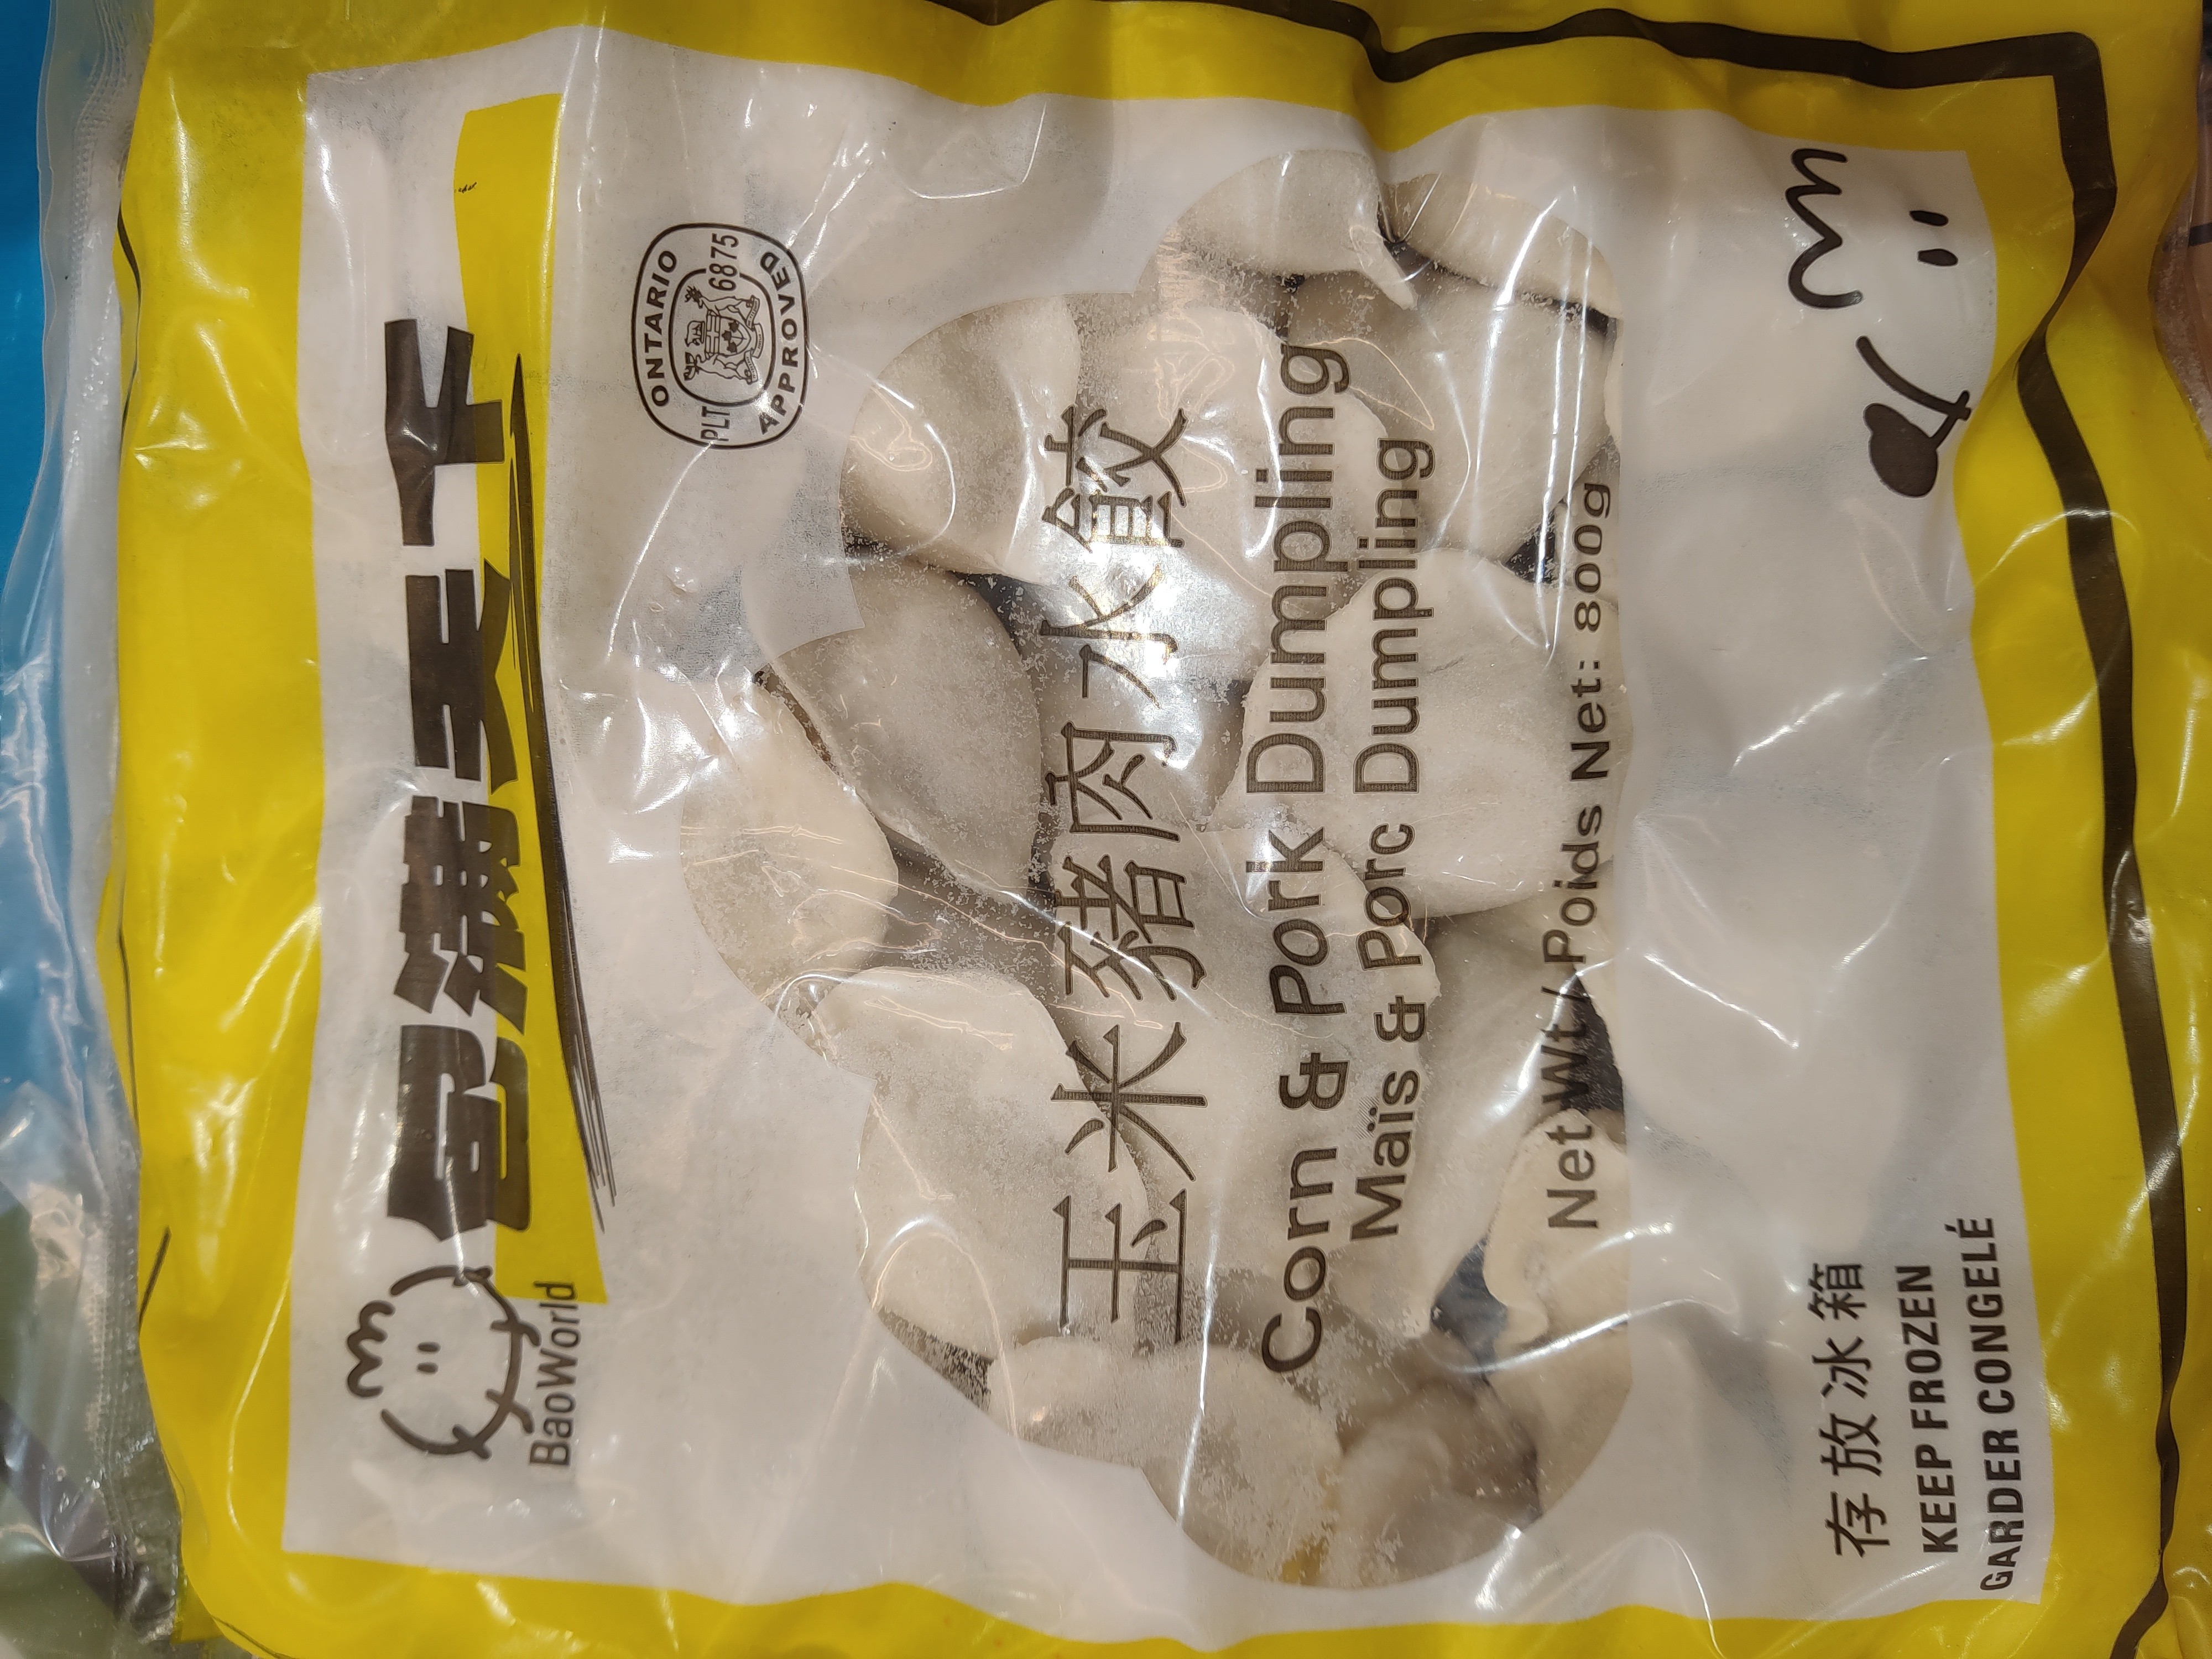 包满天下
BaoWorld
ONTARIO
PLT 6875
APPROVED
玉米豬肉水餃
Corn & Pork Dumpling
Maïs & Porc Dumpling
Net Wt / Poids Net: 800g
存放冰箱
KEEP FROZEN
GARDER CONGELÉ